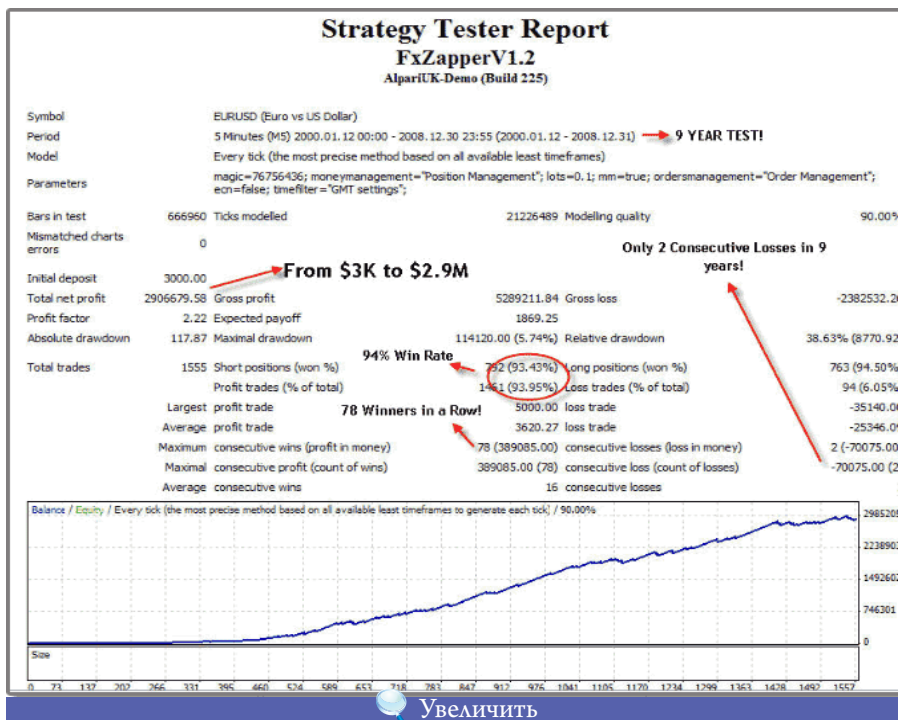 Strategy Tester Report
FxZapperV1.2
AlpariUK-Demo (Build 225)
Symbol EURUSD (Euro vs US Dollar)
Period 5 Minutes (M5) 2000.01.12 00:00 - 2008.12.30 23:55 (2000.01.12 - 2008.12.31) 9 YEAR TEST!
Model Every tick (the most precise method based on all available least timeframes)
Parameters magic=76756436; moneymanagement="Position Management"; lots=0.1; mm=true; ordersmanagement="Order Management";
ecn=false; timefilter="GMT settings";
Bars in test 666960 Ticks modelled 21226489 Modelling quality 90.00%
Mismatched charts
errors 0
Only 2 Consecutive Losses in 9
years!
From $3K to $2.9M
Initial deposit 3000.00
Total net profit 2906679.58 Gross profit 5289211.84 Gross loss -2382532.26
Profit factor 2.22 Expected payoff 1869.25
Absolute drawdown 117.87 Maximal drawdown 114120.00 (5.74%) Relative drawdown 38.63% (8770.92
94% Win Rate
Total trades 1555 Short positions (won %) 792 (93.43%) Long positions (won %) 763 (94.50%)
Profit trades (% of total) 1461 (93.95%) Loss trades (% of total) 94 (6.05%)
Largest profit trade 5000.00 loss trade -35140.00
78 Winners in a Row!
Average profit trade 3620.27 loss trade -25346.09
Maximum consecutive wins (profit in money) 78 (389085.00) consecutive losses (loss in money) 2 (-70075.00
Maximal consecutive profit (count of wins) 389085.00 (78) consecutive loss (count of losses) -70075.00 (2
Average consecutive wins 16 consecutive losses
Balance / Equity / Every tick (the most precise method based on all available least timeframes to generate each tick) / 90.00%
2985205
2238903
1492602
746301
0
Size
0 73 137 202 266 331 395 460 524 589 653 718 783 847 912 976 1041 1105 1170 1234 1299 1363 1428 1492 1557
Увеличить